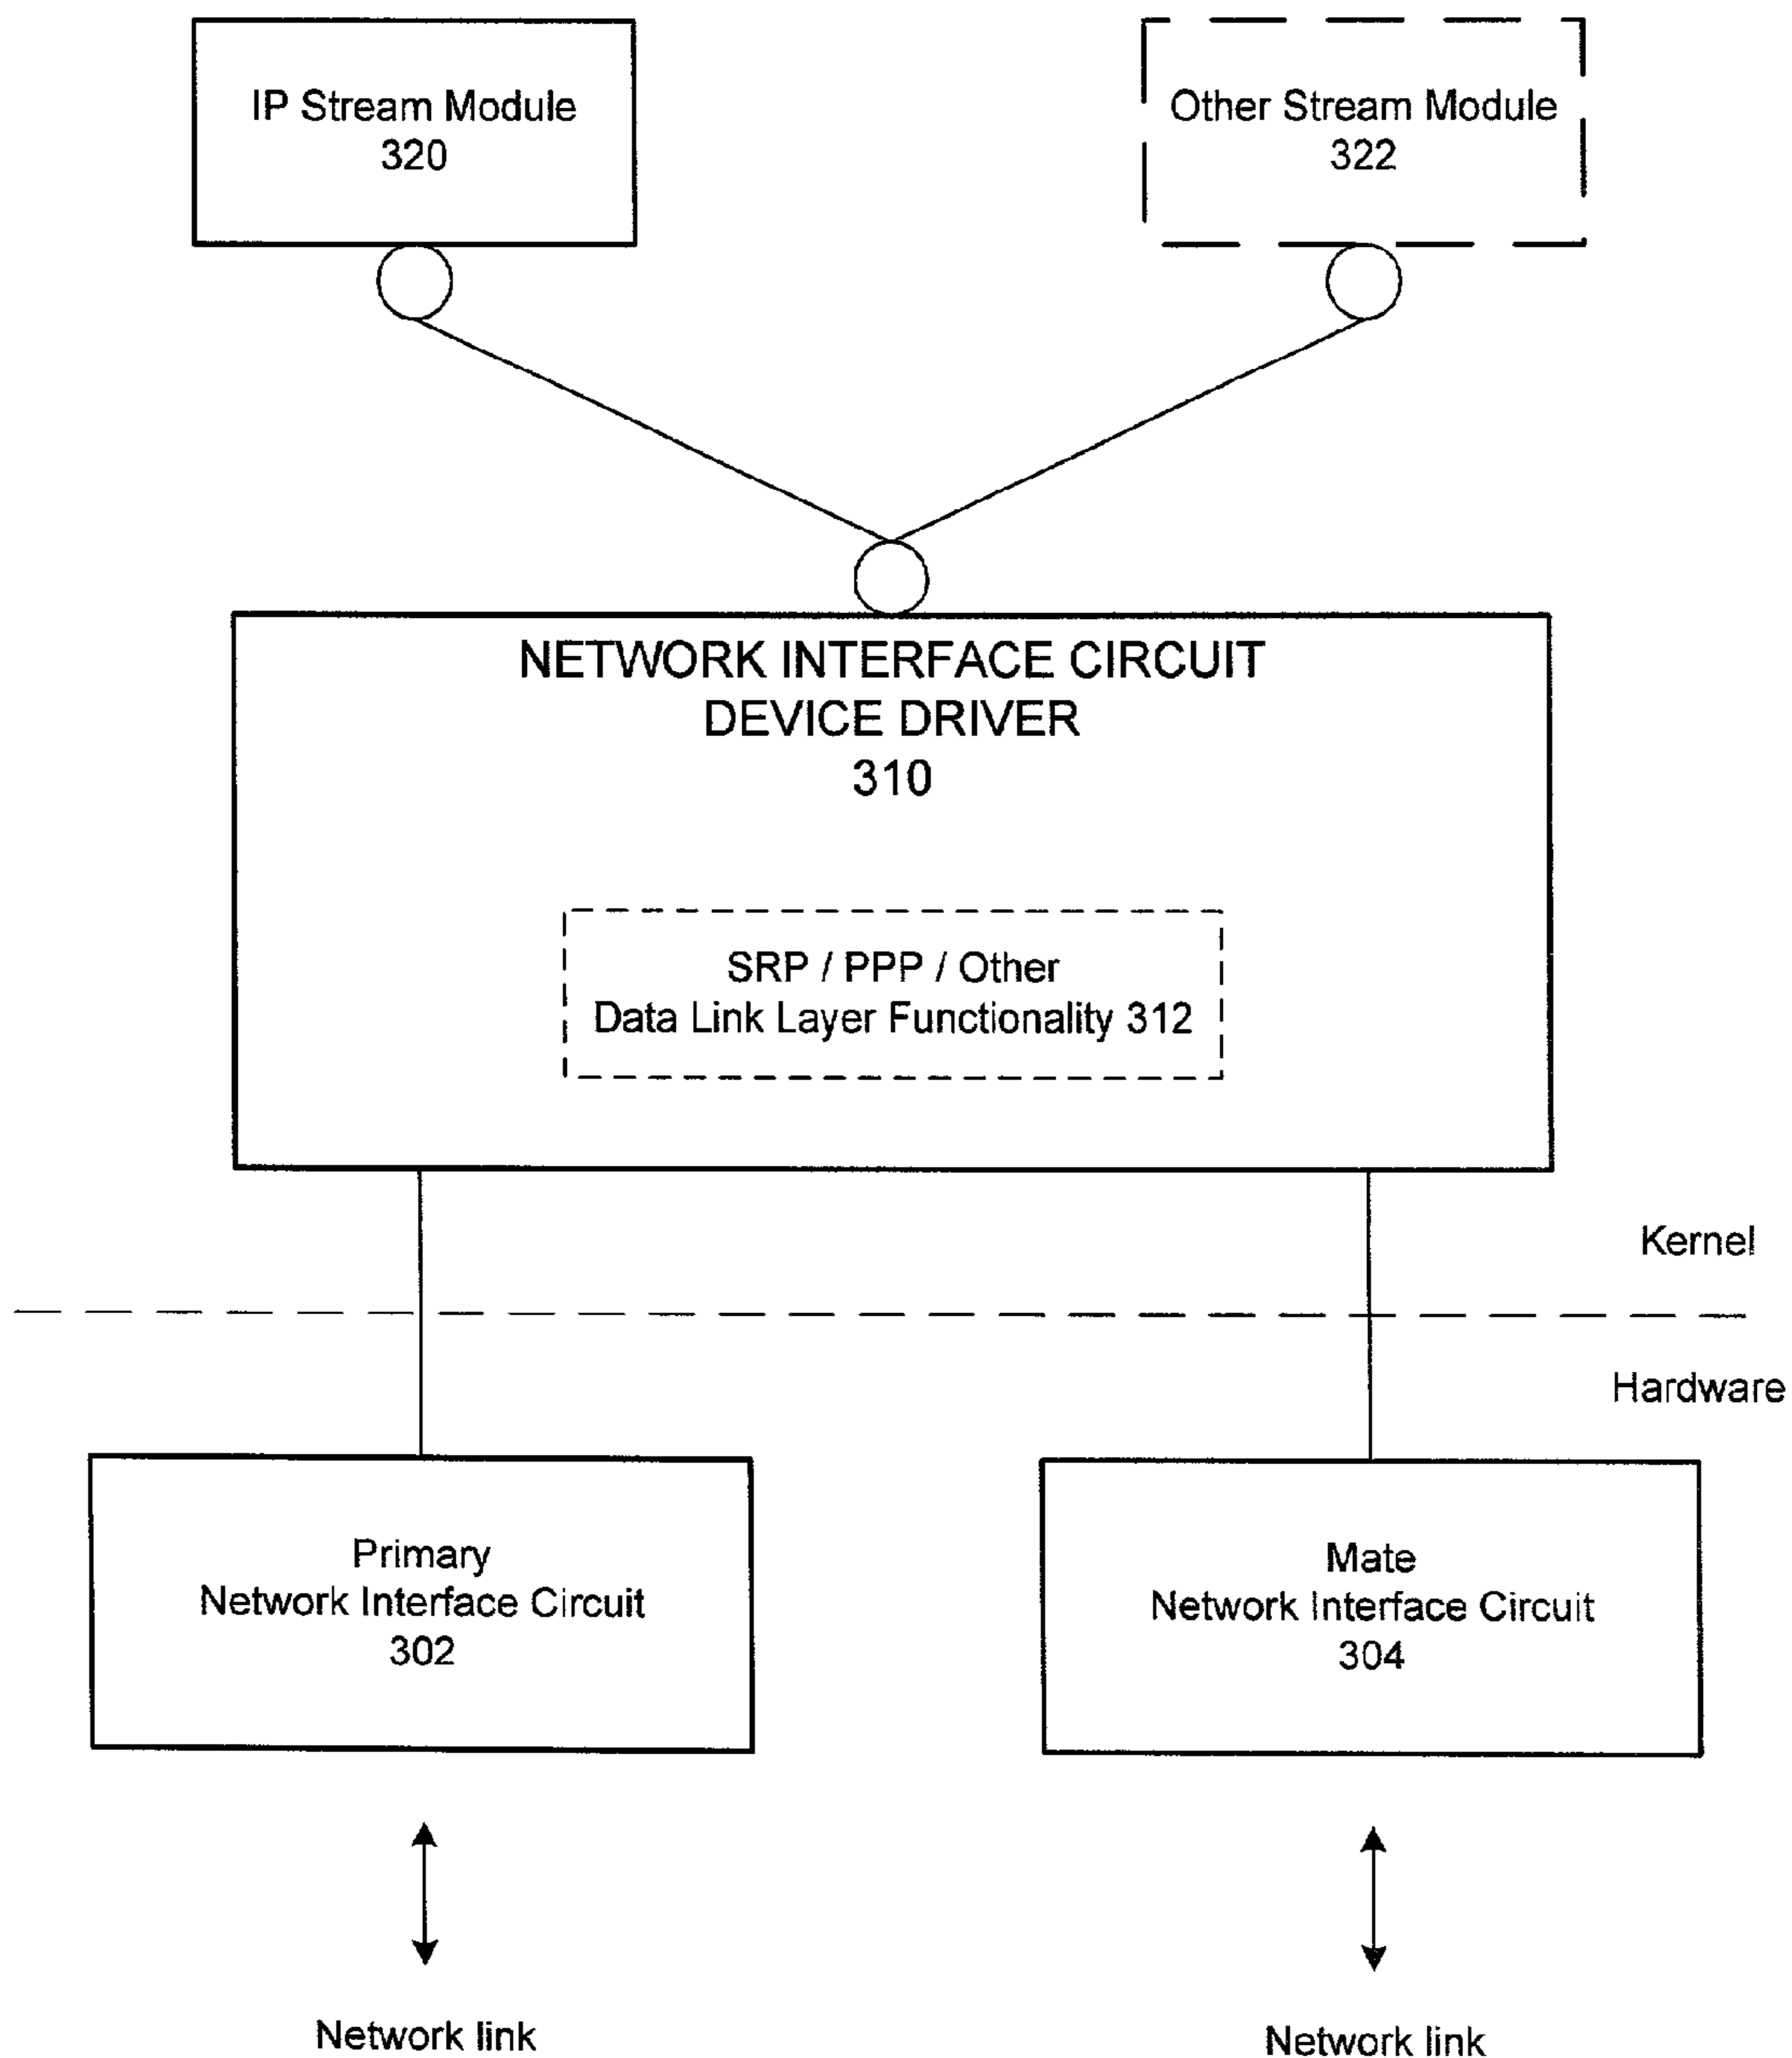 IP Stream Module
320
Other Stream Module
322
NETWORK INTERFACE CIRCUIT
DEVICE DRIVER
310
SRP / PPP / Other
Data Link Layer Functionality 312
Kernel
Hardware
Primary
Network Interface Circuit
302
Mate
Network Interface Circuit
304
Network link
Network link